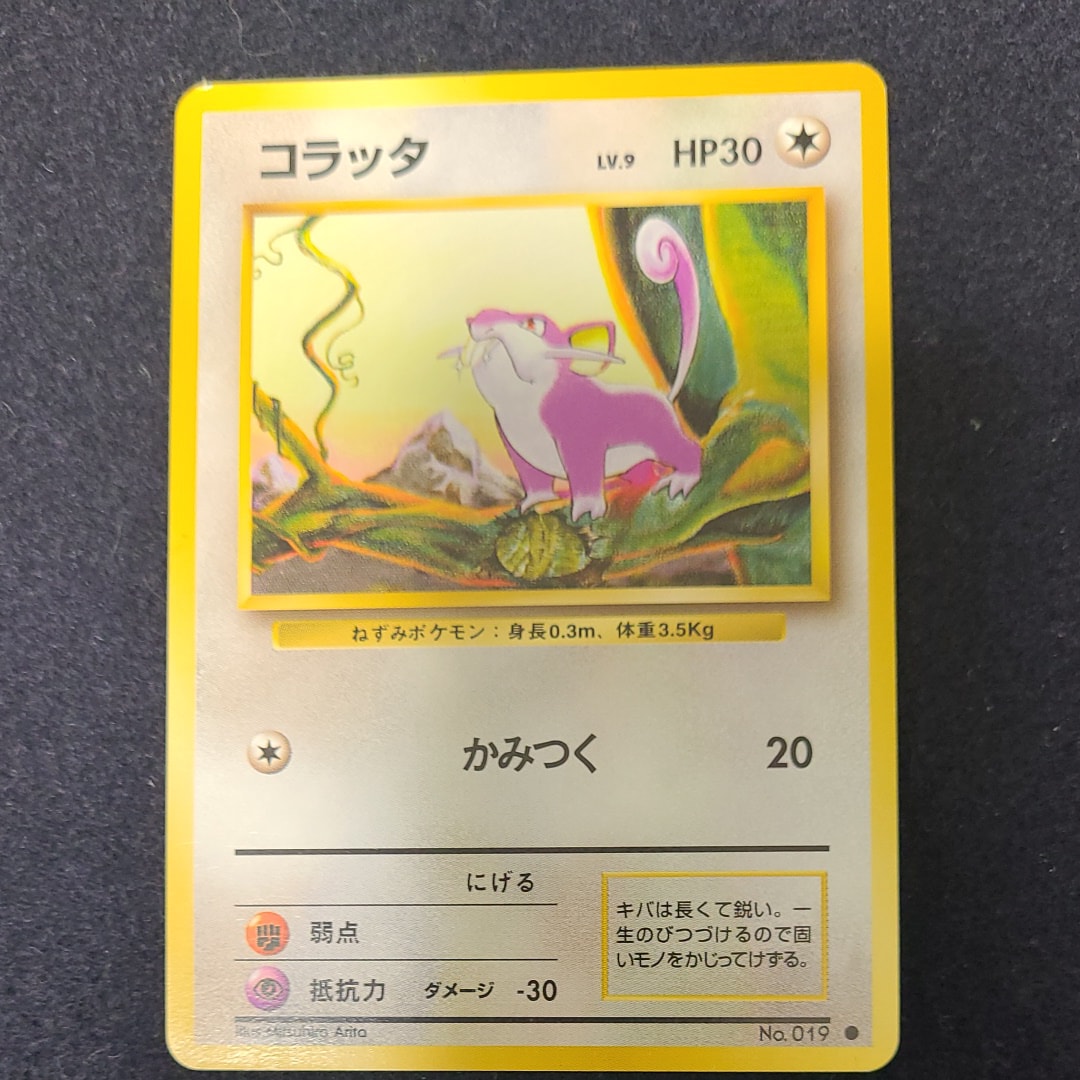 コラッタ LV.9 HP30
ねずみポケモン：身長0.3m、体重3.5Kg
かみつく 20
にげる
弱点
抵抗力 ダメージ -30
キバは長くて鋭い。一
生のびつづけるので固
いモノをかじってけずる。
Illus. Mitsuhiro Arita
No. 019 ●